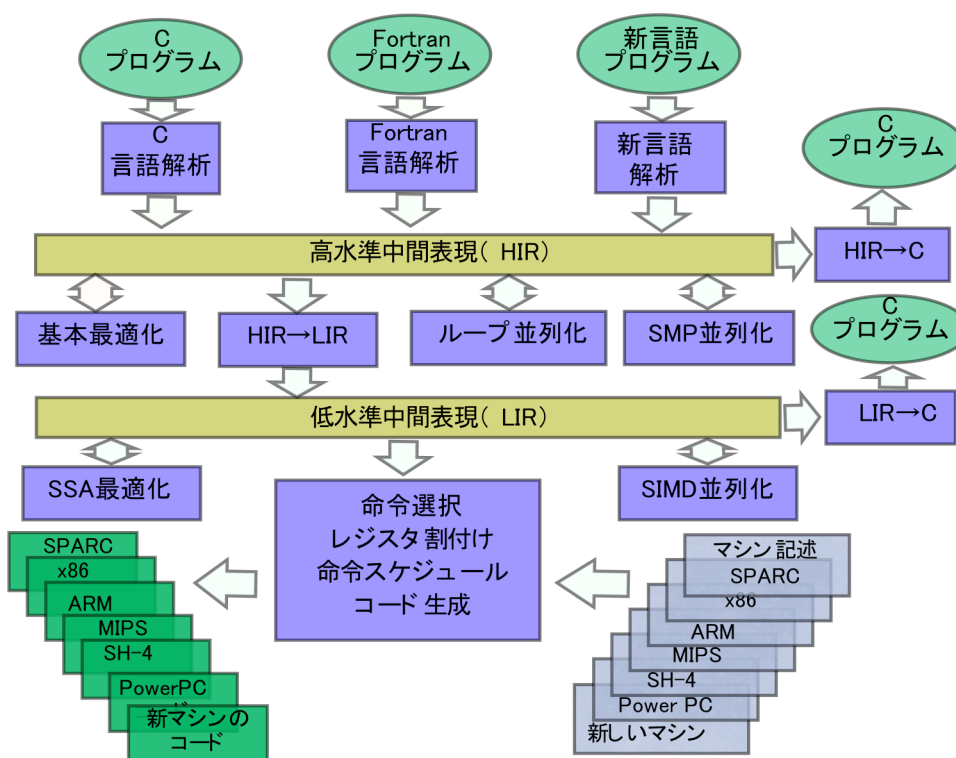 C
プログラム
Fortran
プログラム
新言語
プログラム
C
言語解析
Fortran
言語解析
新言語
解析
C
プログラム
高水準中間表現( HIR)
HIR→C
基本最適化
HIR→LIR
ループ並列化
SMP並列化
C
プログラム
低水準中間表現( LIR)
LIR→C
SSA最適化
命令選択
レジスタ割付け
命令スケジュール
コード生成
SIMD並列化
SPARC
x86
ARM
MIPS
SH-4
PowerPC
新マシンの
コード
マシン記述
SPARC
x86
ARM
MIPS
SH-4
Power PC
新しいマシン